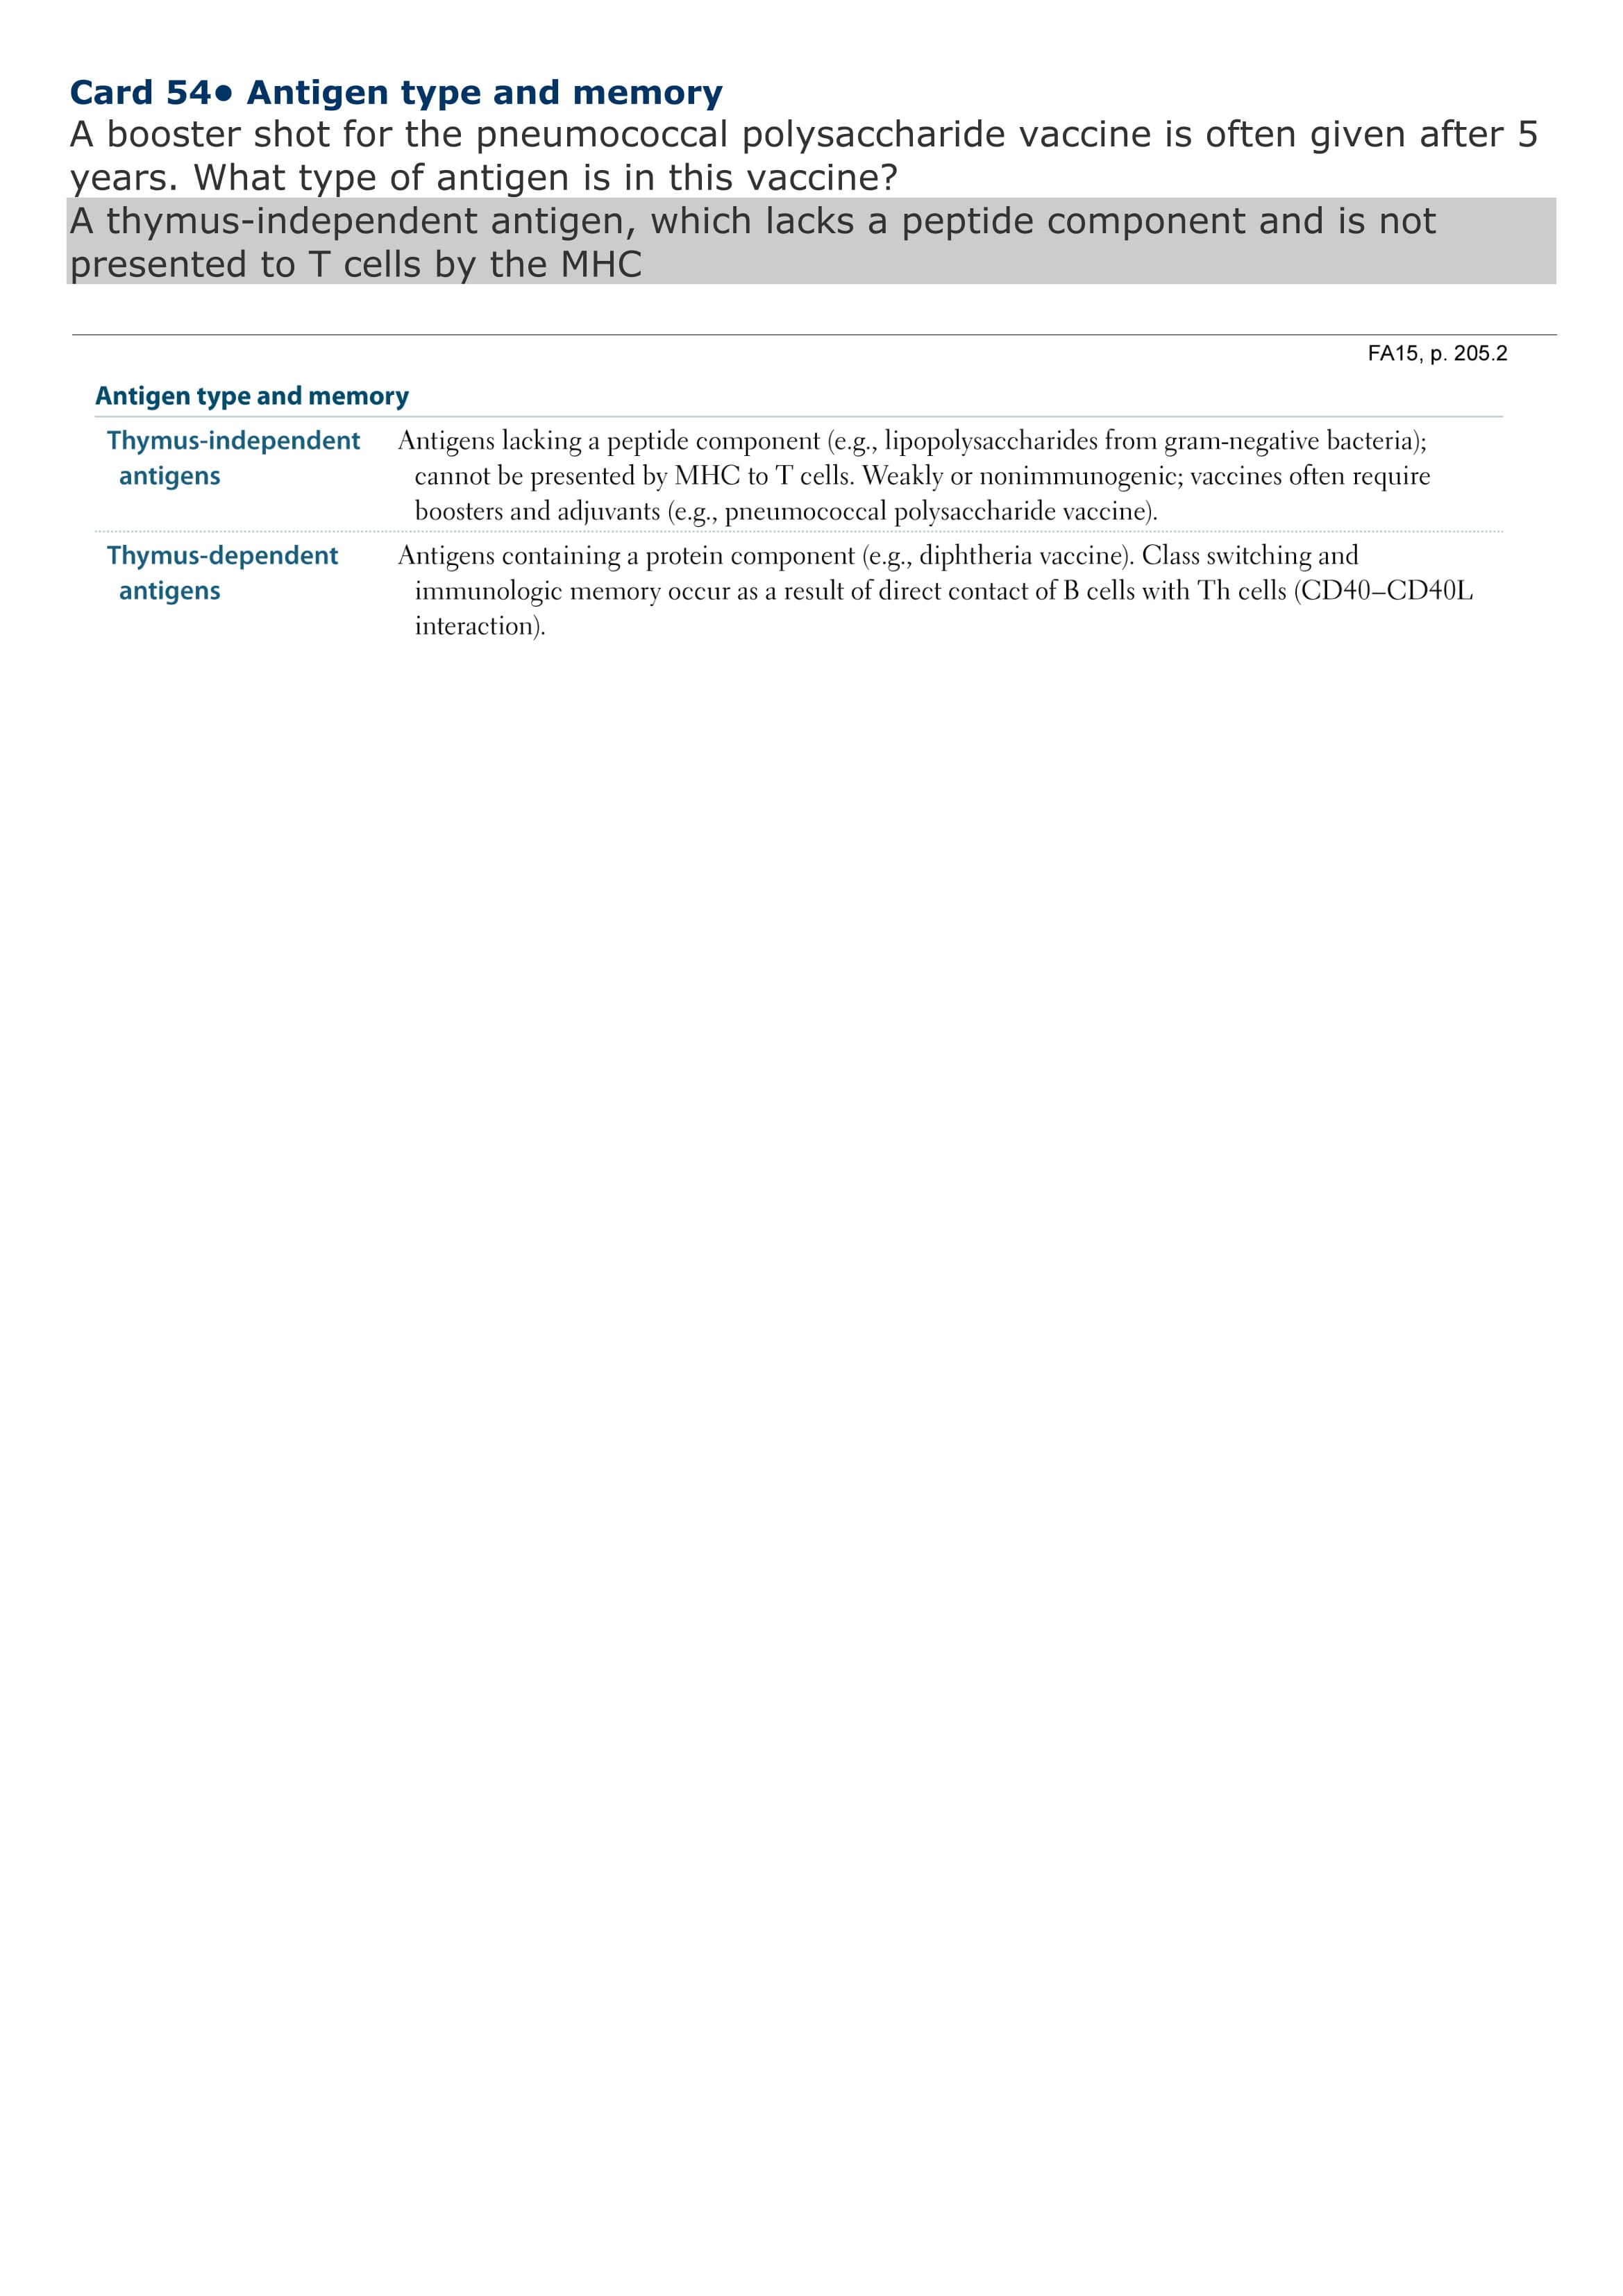 Card 54● Antigen type and memory
A booster shot for the pneumococcal polysaccharide vaccine is often given after 5
years. What type of antigen is in this vaccine?
A thymus-independent antigen, which lacks a peptide component and is not
presented to T cells by the MHC
FA15, p. 205.2
Antigen type and memory
Thymus-independent antigens
Antigens lacking a peptide component (e.g., lipopolysaccharides from gram-negative bacteria);
cannot be presented by MHC to T cells. Weakly or nonimmunogenic; vaccines often require
boosters and adjuvants (e.g., pneumococcal polysaccharide vaccine).
Thymus-dependent antigens
Antigens containing a protein component (e.g., diphtheria vaccine). Class switching and
immunologic memory occur as a result of direct contact of B cells with Th cells (CD40–CD40L
interaction).